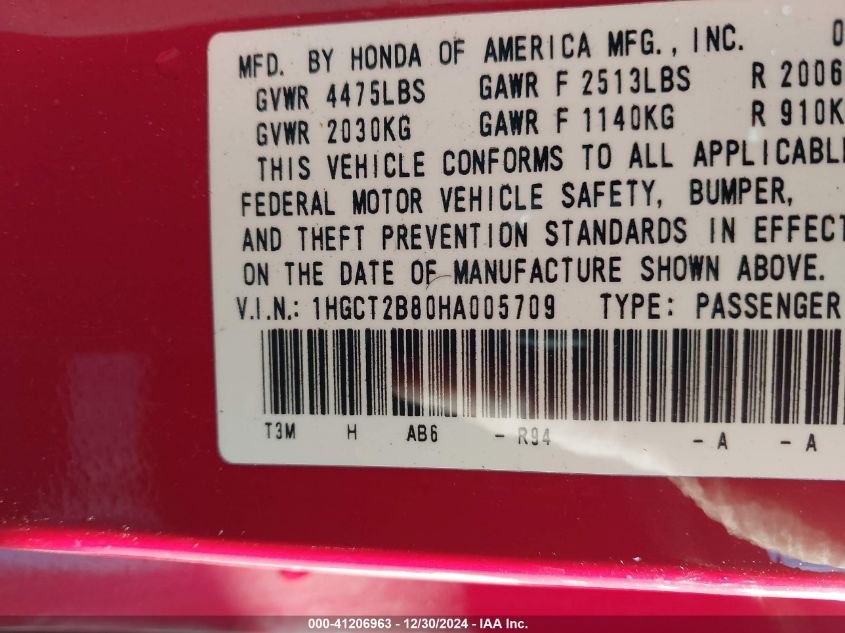 MFD. BY HONDA OF AMERICA MFG., INC. 0
GVWR 4475LBS GAWR F 2513LBS R 2006
GVWR 2030KG GAWR F 1140KG R 910K
THIS VEHICLE CONFORMS TO ALL APPLICABL
FEDERAL MOTOR VEHICLE SAFETY, BUMPER,
AND THEFT PREVENTION STANDARDS IN EFFECT
ON THE DATE OF MANUFACTURE SHOWN ABOVE.
V.I.N.: 1HGCT2B80HA005709 TYPE: PASSENGER
T3M H AB6 - R94 - A - A
000-41206963 - 12/30/2024 - IAA Inc.